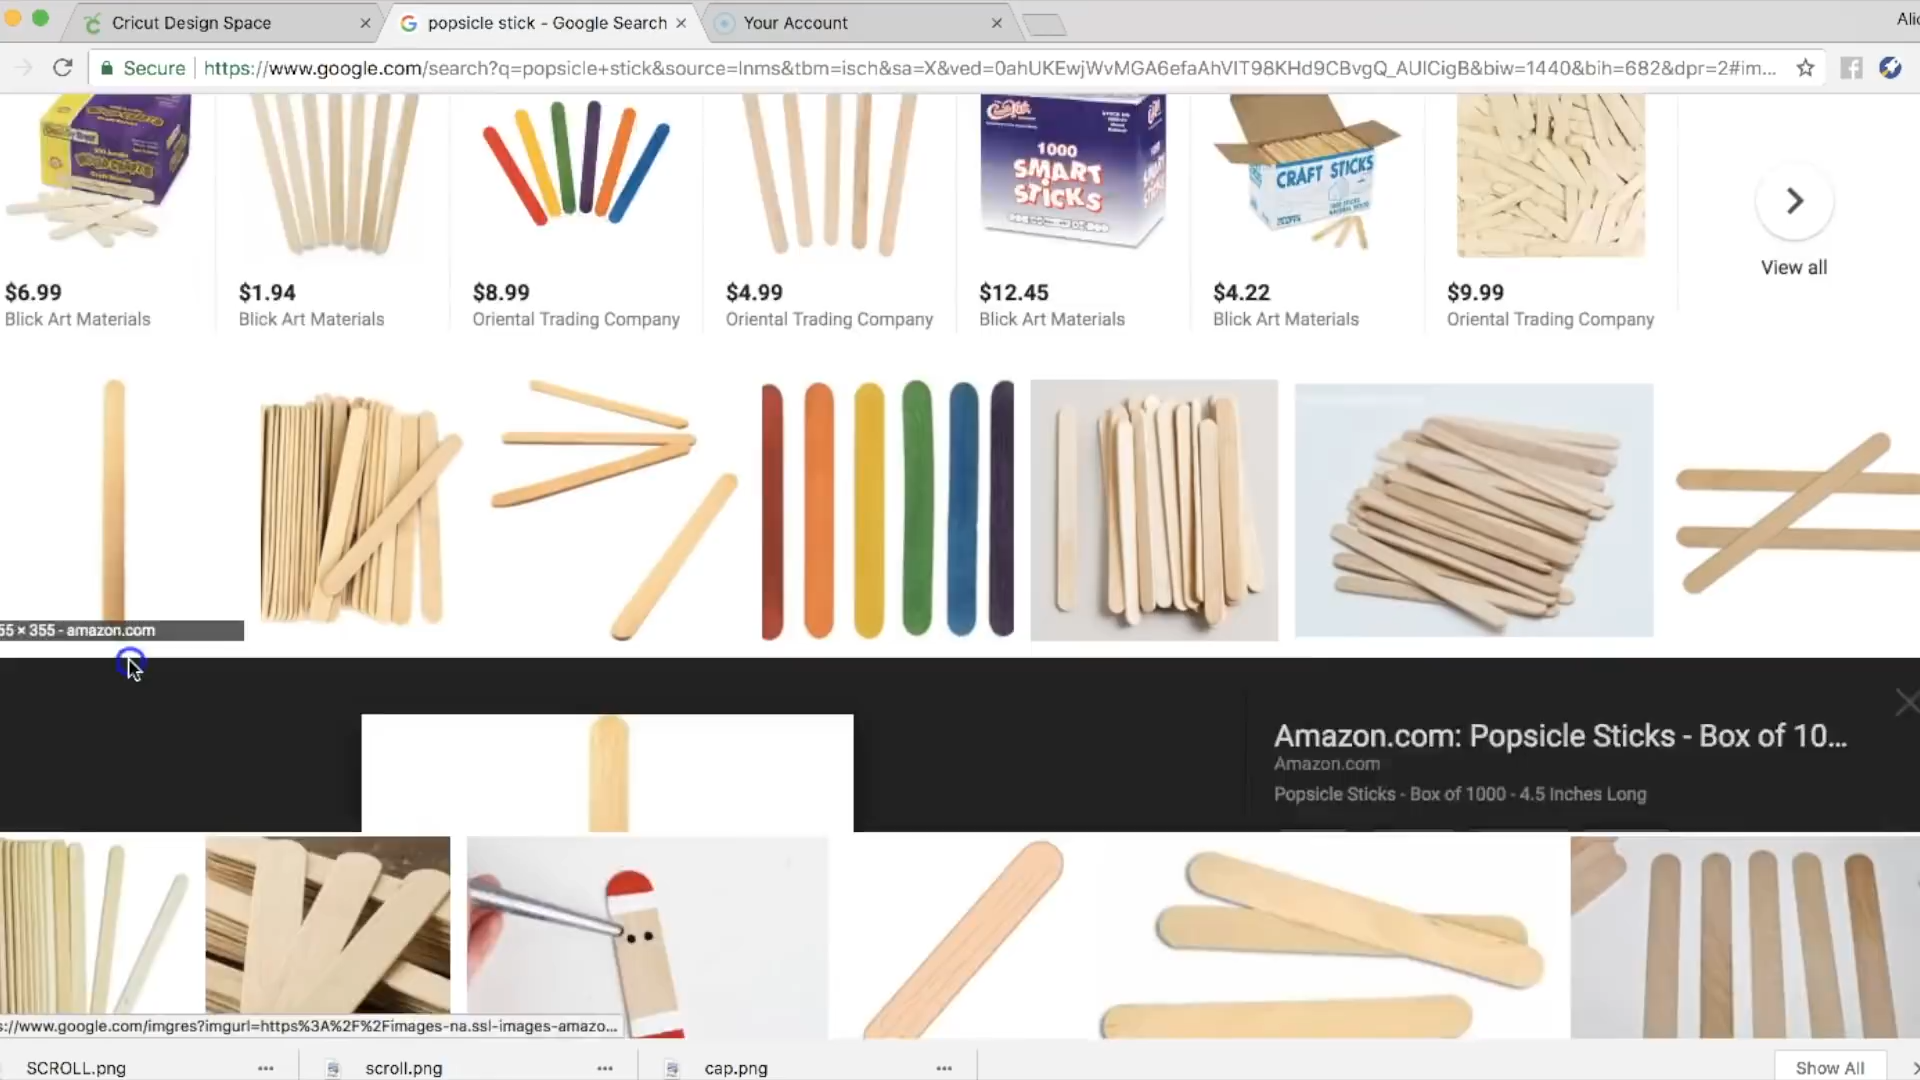 Cricut Design Space
popsicle stick - Google Search
Your Account
Secure
https://www.google.com/search?q=popsicle+stick&source=lnms&tbm=isch&sa=X&ved=0ahUKEwjWvMGA6efaAhVIT98KHd9CBvgQ_AUICigB&biw=1440&bih=682&dpr=2#im...
1000
SMART
STICKS
CRAFT STICKS
View all
$6.99
Blick Art Materials
$1.94
Blick Art Materials
$8.99
Oriental Trading Company
$4.99
Oriental Trading Company
$12.45
Blick Art Materials
$4.22
Blick Art Materials
$9.99
Oriental Trading Company
55 × 355 - amazon.com
Amazon.com: Popsicle Sticks - Box of 10...
Amazon.com
Popsicle Sticks - Box of 1000 - 4.5 Inches Long
s://www.google.com/imgres?imgurl=https%3A%2F%2Fimages-na.ssl-images-amazo...
SCROLL.png
scroll.png
cap.png
Show All